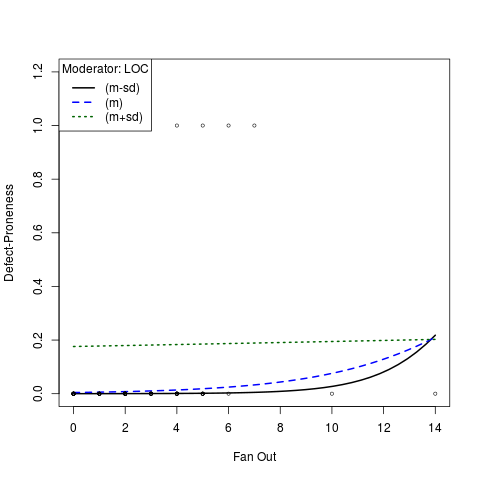 Moderator: LOC
(m-sd)
(m)
(m+sd)
1.2
1.0
0.8
0.6
0.4
0.2
0.0
Defect-Proneness
0 2 4 6 8 10 12 14
Fan Out